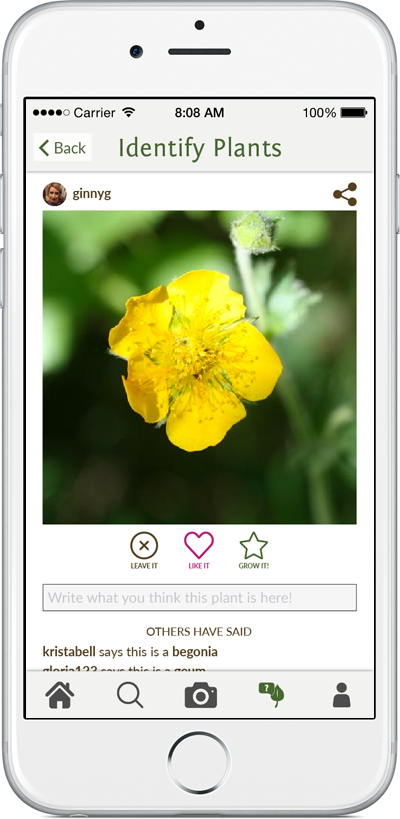 Carrier 8:08 AM 100%
Back Identify Plants
ginnyg
LEAVE IT LIKE IT GROW IT!
Write what you think this plant is here!
OTHERS HAVE SAID
kristabell says this is a begonia
gloria123 says this is a geum
?